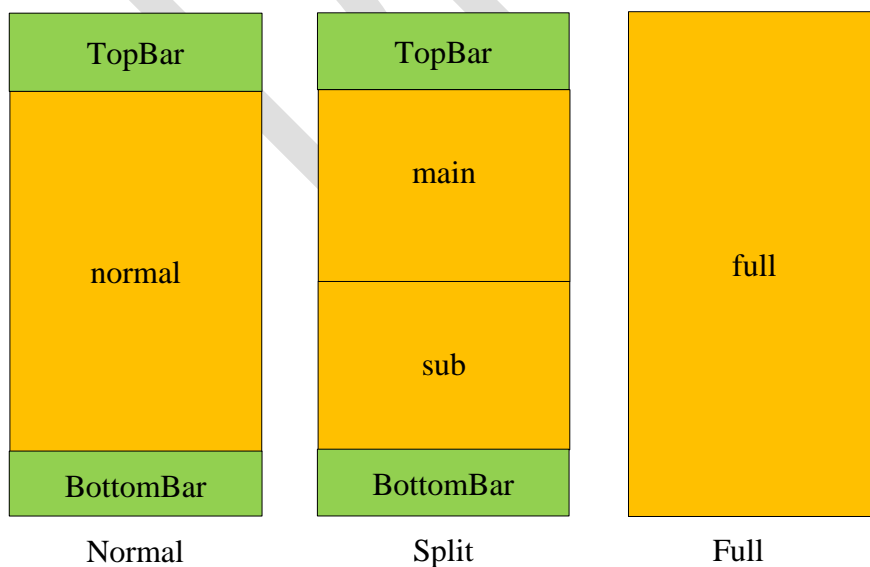 TopBar
normal
BottomBar
Normal
TopBar
main
sub
BottomBar
Split
full
Full